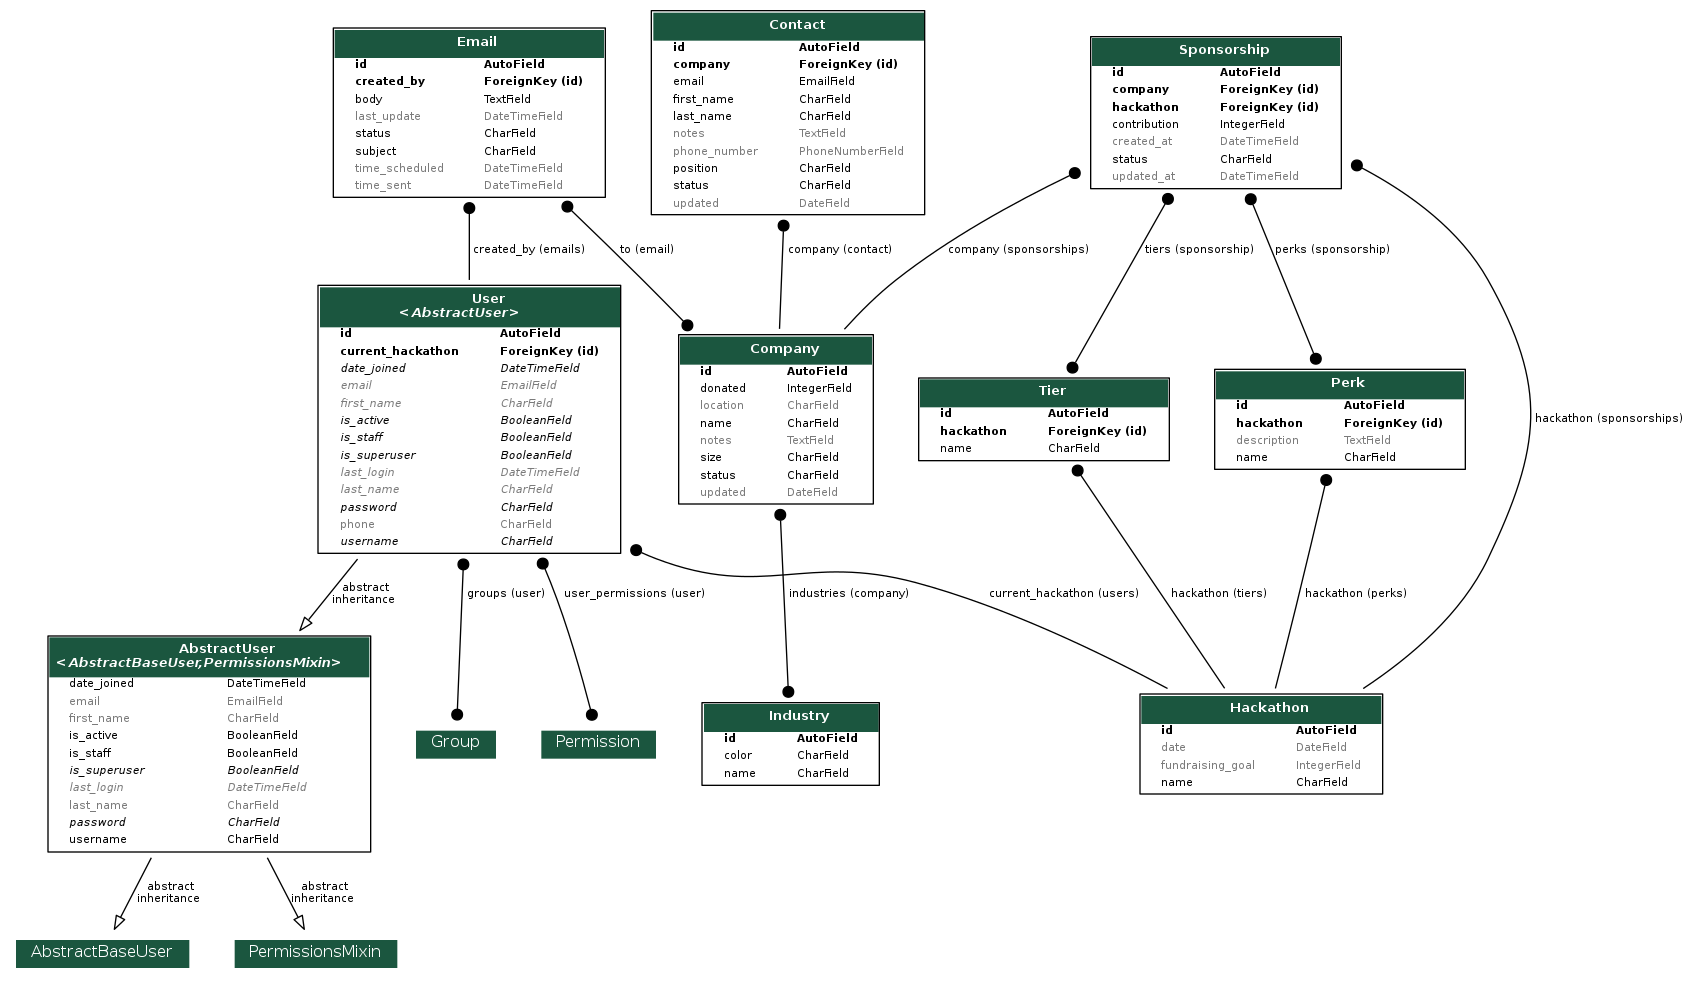 Email
id AutoField
created_by ForeignKey (id)
body TextField
last_update DateTimeField
status CharField
subject CharField
time_scheduled DateTimeField
time_sent DateTimeField
Contact
id AutoField
company ForeignKey (id)
email EmailField
first_name CharField
last_name CharField
notes TextField
phone_number PhoneNumberField
position CharField
status CharField
updated DateField
Sponsorship
id AutoField
company ForeignKey (id)
hackathon ForeignKey (id)
contribution IntegerField
created_at DateTimeField
status CharField
updated_at DateTimeField
created_by (emails)
to (email)
company (contact)
company (sponsorships)
tiers (sponsorship)
perks (sponsorship)
hackathon (sponsorships)
User
<AbstractUser>
id AutoField
current_hackathon ForeignKey (id)
date_joined DateTimeField
email EmailField
first_name CharField
is_active BooleanField
is_staff BooleanField
is_superuser BooleanField
last_login DateTimeField
last_name CharField
password CharField
phone CharField
username CharField
Company
id AutoField
donated IntegerField
location CharField
name CharField
notes TextField
size CharField
status CharField
updated DateField
Tier
id AutoField
hackathon ForeignKey (id)
name CharField
Perk
id AutoField
hackathon ForeignKey (id)
description TextField
name CharField
abstract
inheritance
groups (user)
user_permissions (user)
industries (company)
current_hackathon (users)
hackathon (tiers)
hackathon (perks)
AbstractUser
<AbstractBaseUser,PermissionsMixin>
date_joined DateTimeField
email EmailField
first_name CharField
is_active BooleanField
is_staff BooleanField
is_superuser BooleanField
last_login DateTimeField
last_name CharField
password CharField
username CharField
Group
Permission
Industry
id AutoField
color CharField
name CharField
Hackathon
id AutoField
date DateField
fundraising_goal IntegerField
name CharField
abstract
inheritance
abstract
inheritance
AbstractBaseUser
PermissionsMixin